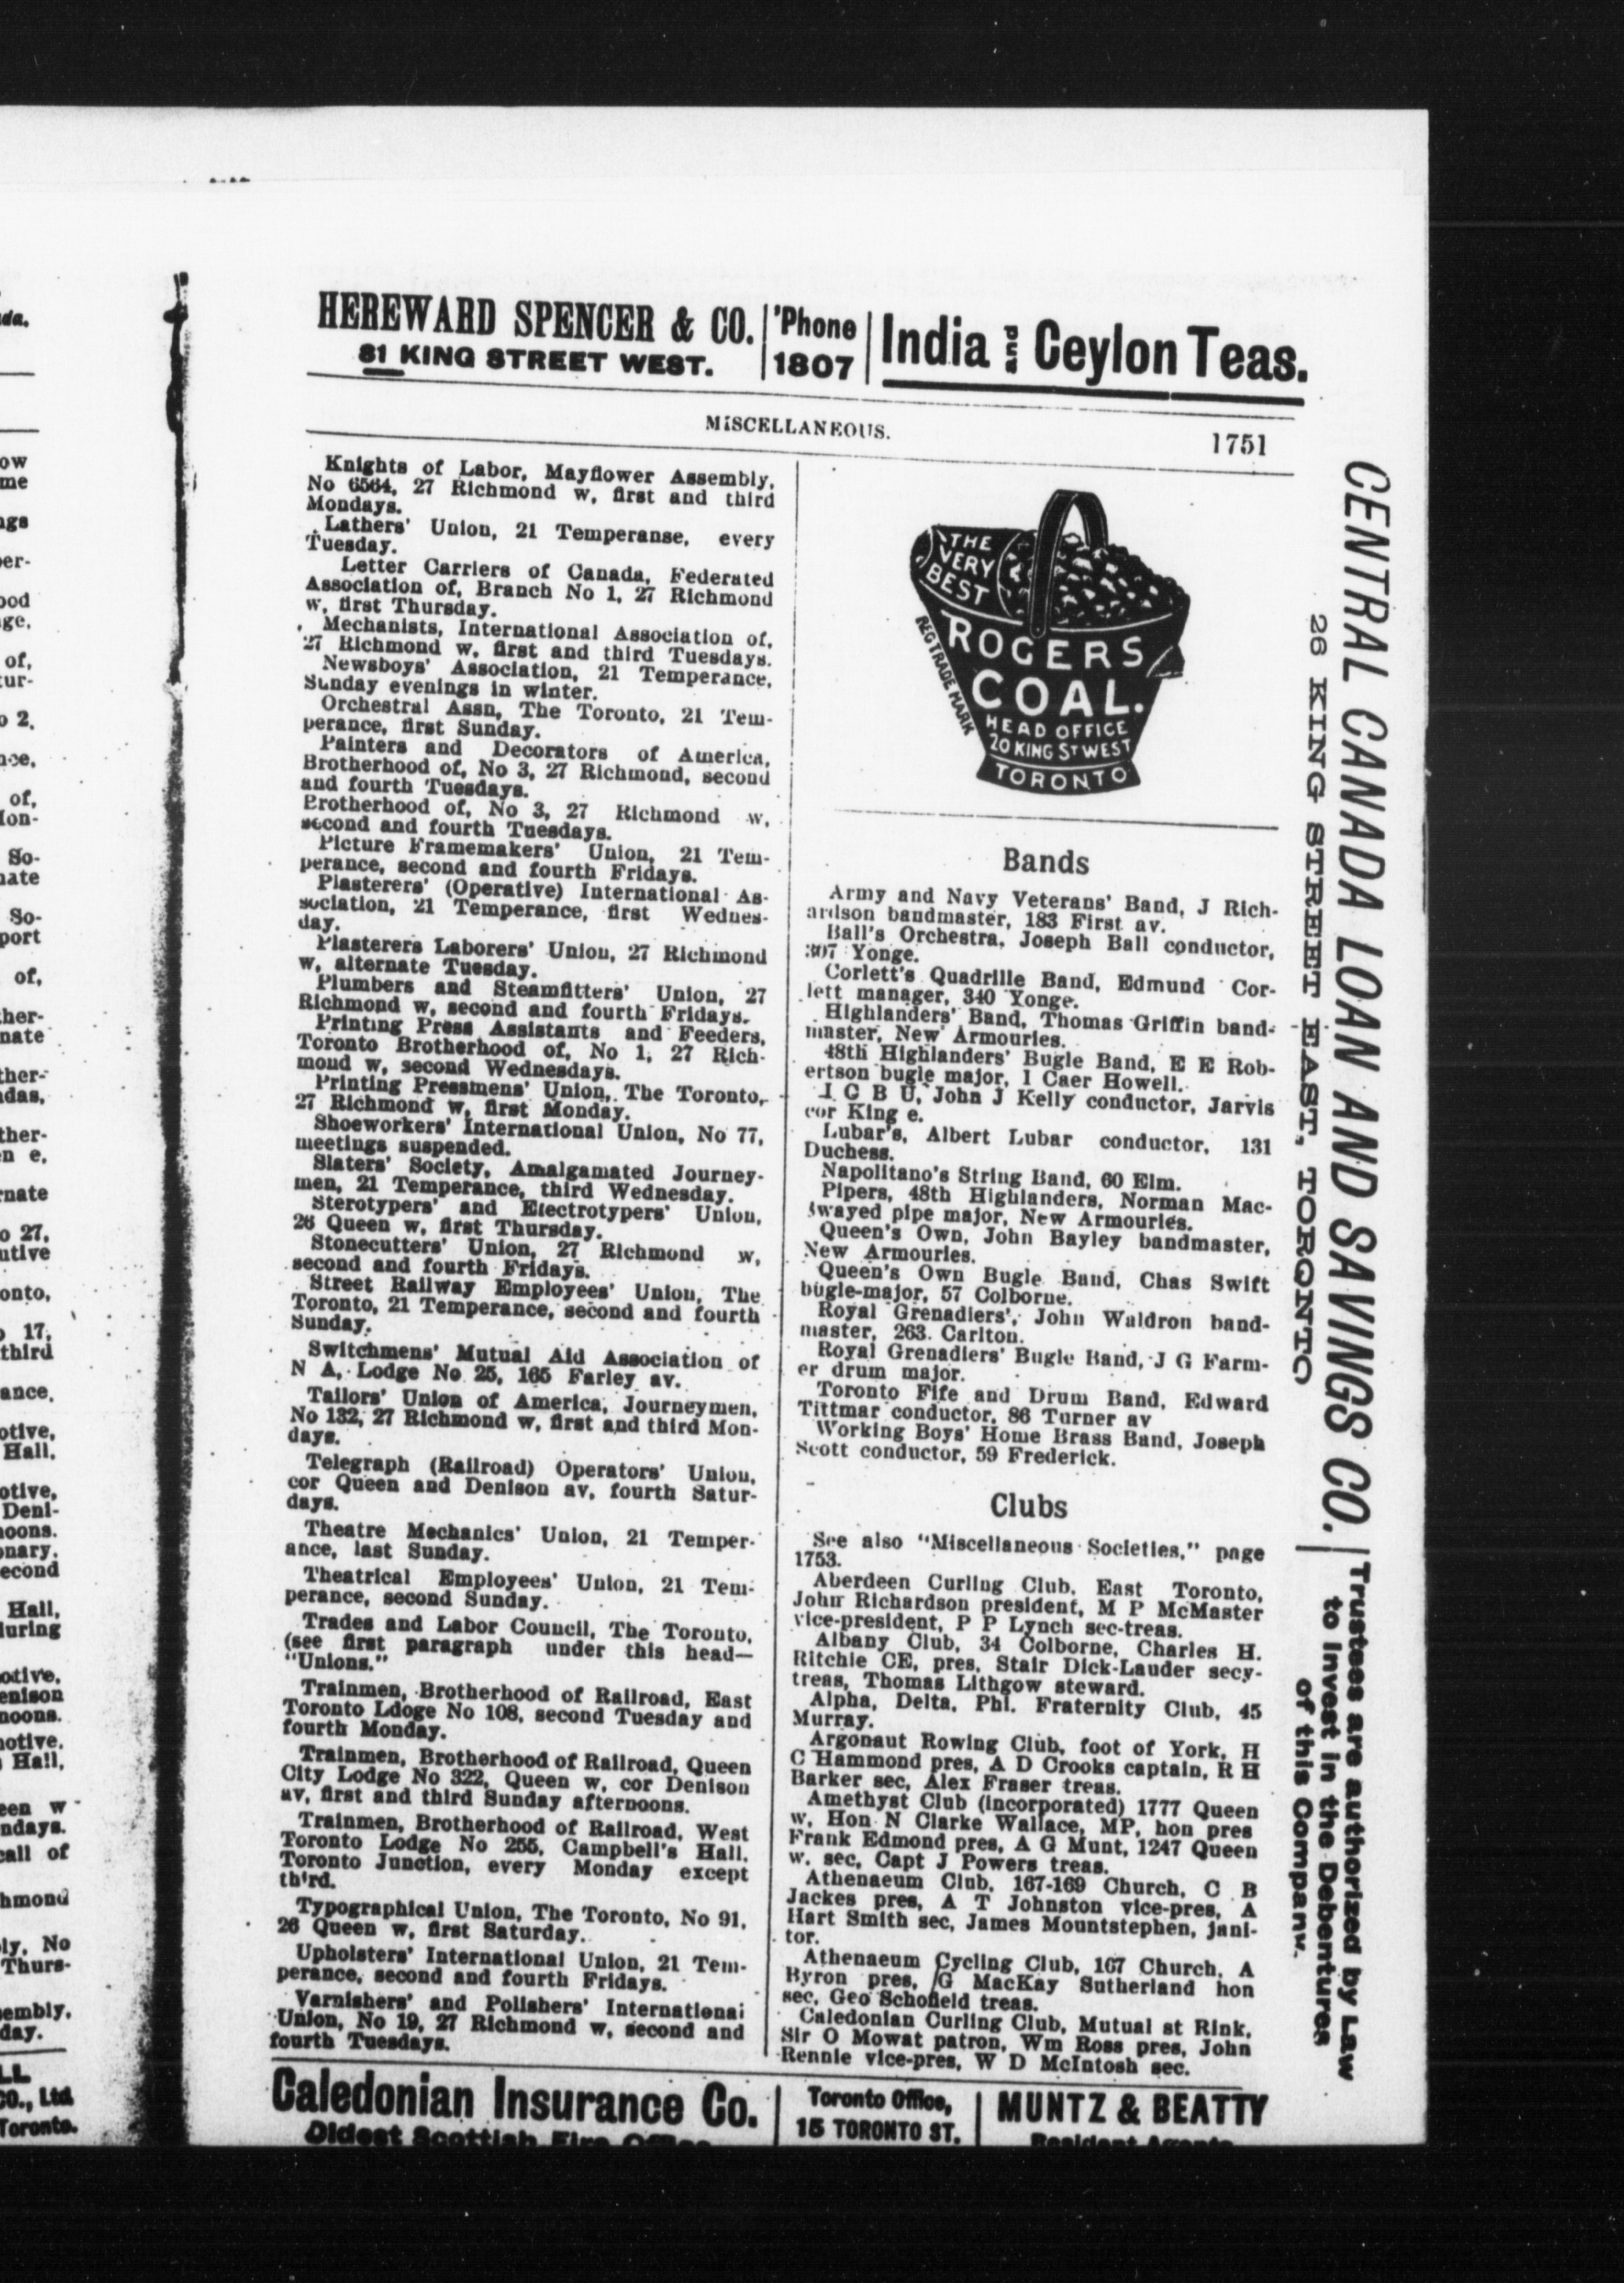 HEREWARD SPENCER & CO.
81 KING STREET WEST.
'Phone
1807
India and Ceylon Teas.
MISCELLANEOUS.
1751
Knights of Labor, Mayflower Assembly,
No 6564, 27 Richmond w, first and third
Mondays.
Lathers' Union, 21 Temperanse, every
Tuesday.
Letter Carriers of Canada, Federated
Association of, Branch No 1, 27 Richmond
w, first Thursday.
Mechanists, International Association of,
27 Richmond w, first and third Tuesdays.
Newsboys' Association, 21 Temperance,
Sunday evenings in winter.
Orchestral Assn, The Toronto, 21 Tem-
perance, first Sunday.
Painters and Decorators of America,
Brotherhood of, No 3, 27 Richmond, second
and fourth Tuesdays.
Brotherhood of, No 3, 27 Richmond w,
second and fourth Tuesdays.
Picture Framemakers' Union, 21 Tem-
perance, second and fourth Fridays.
Plasterers' (Operative) International As-
sociation, 21 Temperance, first Wednes-
day.
Plasterers Laborers' Union, 27 Richmond
w, alternate Tuesday.
Plumbers and Steamfitters' Union, 27
Richmond w, second and fourth Fridays.
Printing Press Assistants and Feeders,
Toronto Brotherhood of, No 1, 27 Rich-
mond w, second Wednesdays.
Printing Pressmens' Union, The Toronto,
27 Richmond w, first Monday.
Shoeworkers' International Union, No 77,
meetings suspended.
Slaters' Society, Amalgamated Journey-
men, 21 Temperance, third Wednesday.
Sterotypers' and Electrotypers' Union,
26 Queen w, first Thursday.
Stonecutters' Union, 27 Richmond w,
second and fourth Fridays.
Street Railway Employees' Union, The
Toronto, 21 Temperance, second and fourth
Sunday.
Switchmens' Mutual Aid Association of
N A, Lodge No 25, 165 Farley av.
Tailors' Union of America, Journeymen,
No 132, 27 Richmond w, first and third Mon-
days.
Telegraph (Railroad) Operators' Union,
cor Queen and Denison av, fourth Satur-
days.
Theatre Mechanics' Union, 21 Temper-
ance, last Sunday.
Theatrical Employees' Union, 21 Tem-
perance, second Sunday.
Trades and Labor Council, The Toronto,
(see first paragraph under this head—
"Unions."
Trainmen, Brotherhood of Railroad, East
Toronto Ldoge No 108, second Tuesday and
fourth Monday.
Trainmen, Brotherhood of Railroad, Queen
City Lodge No 322, Queen w, cor Denison
av, first and third Sunday afternoons.
Trainmen, Brotherhood of Railroad, West
Toronto Lodge No 255, Campbell's Hall,
Toronto Junction, every Monday except
third.
Typographical Union, The Toronto, No 91,
26 Queen w, first Saturday.
Upholsters' International Union, 21 Tem-
perance, second and fourth Fridays.
Varnishers' and Polishers' International
Union, No 19, 27 Richmond w, second and
fourth Tuesdays.
THE
VERY
BEST
ROGERS
COAL.
HEAD OFFICE
20 KING ST WEST
TORONTO
REG TRADE MARK
Bands
Army and Navy Veterans' Band, J Rich-
ardson bandmaster, 183 First av.
Ball's Orchestra, Joseph Ball conductor,
307 Yonge.
Corlett's Quadrille Band, Edmund Cor-
lett manager, 340 Yonge.
Highlanders' Band, Thomas Griffin band-
master, New Armouries.
48th Highlanders' Bugle Band, E E Rob-
ertson bugle major, 1 Caer Howell.
I C B U, John J Kelly conductor, Jarvis
cor King e.
Lubar's, Albert Lubar conductor, 131
Duchess.
Napolitano's String Band, 60 Elm.
Pipers, 48th Highlanders, Norman Mac-
Swayed pipe major, New Armouries.
Queen's Own, John Bayley bandmaster,
New Armouries.
Queen's Own Bugle Band, Chas Swift
bugle-major, 57 Colborne.
Royal Grenadiers', John Waldron band-
master, 263 Carlton.
Royal Grenadiers' Bugle Band, J G Farm-
er drum major.
Toronto Fife and Drum Band, Edward
Tittmar conductor, 86 Turner av
Working Boys' Home Brass Band, Joseph
Scott conductor, 59 Frederick.
Clubs
See also "Miscellaneous Societies," page
1753.
Aberdeen Curling Club, East Toronto,
John Richardson president, M P McMaster
vice-president, P P Lynch sec-treas.
Albany Club, 34 Colborne, Charles H.
Ritchie CE, pres, Stair Dick-Lauder secy-
treas, Thomas Lithgow steward.
Alpha, Delta, Phi. Fraternity Club, 45
Murray.
Argonaut Rowing Club, foot of York, H
C Hammond pres, A D Crooks captain, R H
Barker sec, Alex Fraser treas.
Amethyst Club (incorporated) 1777 Queen
w, Hon N Clarke Wallace, MP, hon pres
Frank Edmond pres, A G Munt, 1247 Queen
w. sec, Capt J Powers treas.
Athenaeum Club, 167-169 Church, C B
Jackes pres, A T Johnston vice-pres, A
Hart Smith sec, James Mountstephen, jani-
tor.
Athenaeum Cycling Club, 167 Church, A
Byron pres, G MacKay Sutherland hon
sec, Geo Schofield treas.
Caledonian Curling Club, Mutual st Rink,
Sir O Mowat patron, Wm Ross pres, John
Rennie vice-pres, W D McIntosh sec.
CENTRAL CANADA LOAN AND SAVINGS CO.
26 KING STREET EAST, TORONTO
Trustees are authorized by Law
to invest in the Debentures
of this Company.
Caledonian Insurance Co.
Oldest Scottish Fire Office
Toronto Office,
15 TORONTO ST.
MUNTZ & BEATTY
Resident Agents